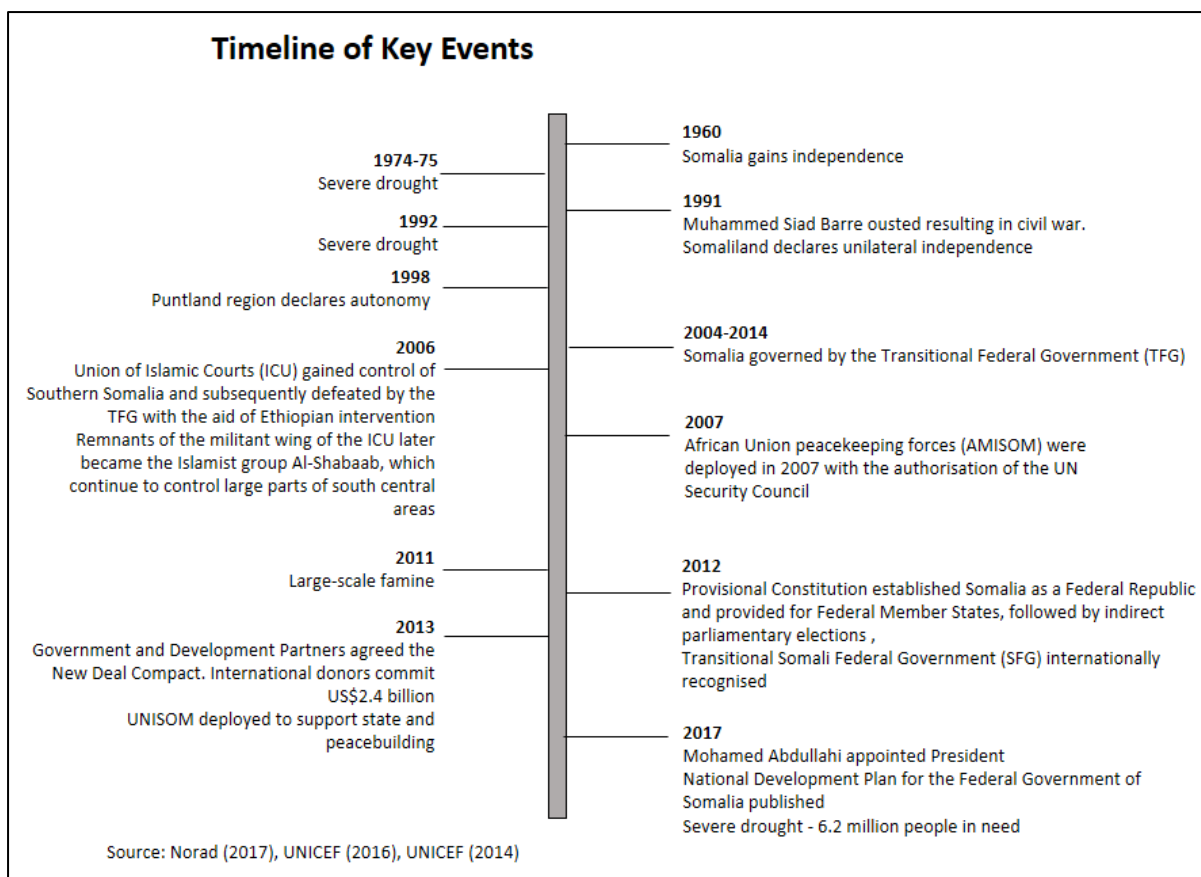 Timeline of Key Events
1960
Somalia gains independence
1974-75
Severe drought
1991
Muhammed Siad Barre ousted resulting in civil war.
Somaliland declares unilateral independence
1992
Severe drought
1998
Puntland region declares autonomy
2004-2014
Somalia governed by the Transitional Federal Government (TFG)
2006
Union of Islamic Courts (ICU) gained control of
Southern Somalia and subsequently defeated by the
TFG with the aid of Ethiopian intervention
Remnants of the militant wing of the ICU later
became the Islamist group Al-Shabaab, which
continue to control large parts of south central
areas
2007
African Union peacekeeping forces (AMISOM) were
deployed in 2007 with the authorisation of the UN
Security Council
2011
Large-scale famine
2012
Provisional Constitution established Somalia as a Federal Republic
and provided for Federal Member States, followed by indirect
parliamentary elections ,
Transitional Somali Federal Government (SFG) internationally
recognised
2013
Government and Development Partners agreed the
New Deal Compact. International donors commit
US$2.4 billion
UNISOM deployed to support state and
peacebuilding
2017
Mohamed Abdullahi appointed President
National Development Plan for the Federal Government of
Somalia published
Severe drought - 6.2 million people in need
Source: Norad (2017), UNICEF (2016), UNICEF (2014)